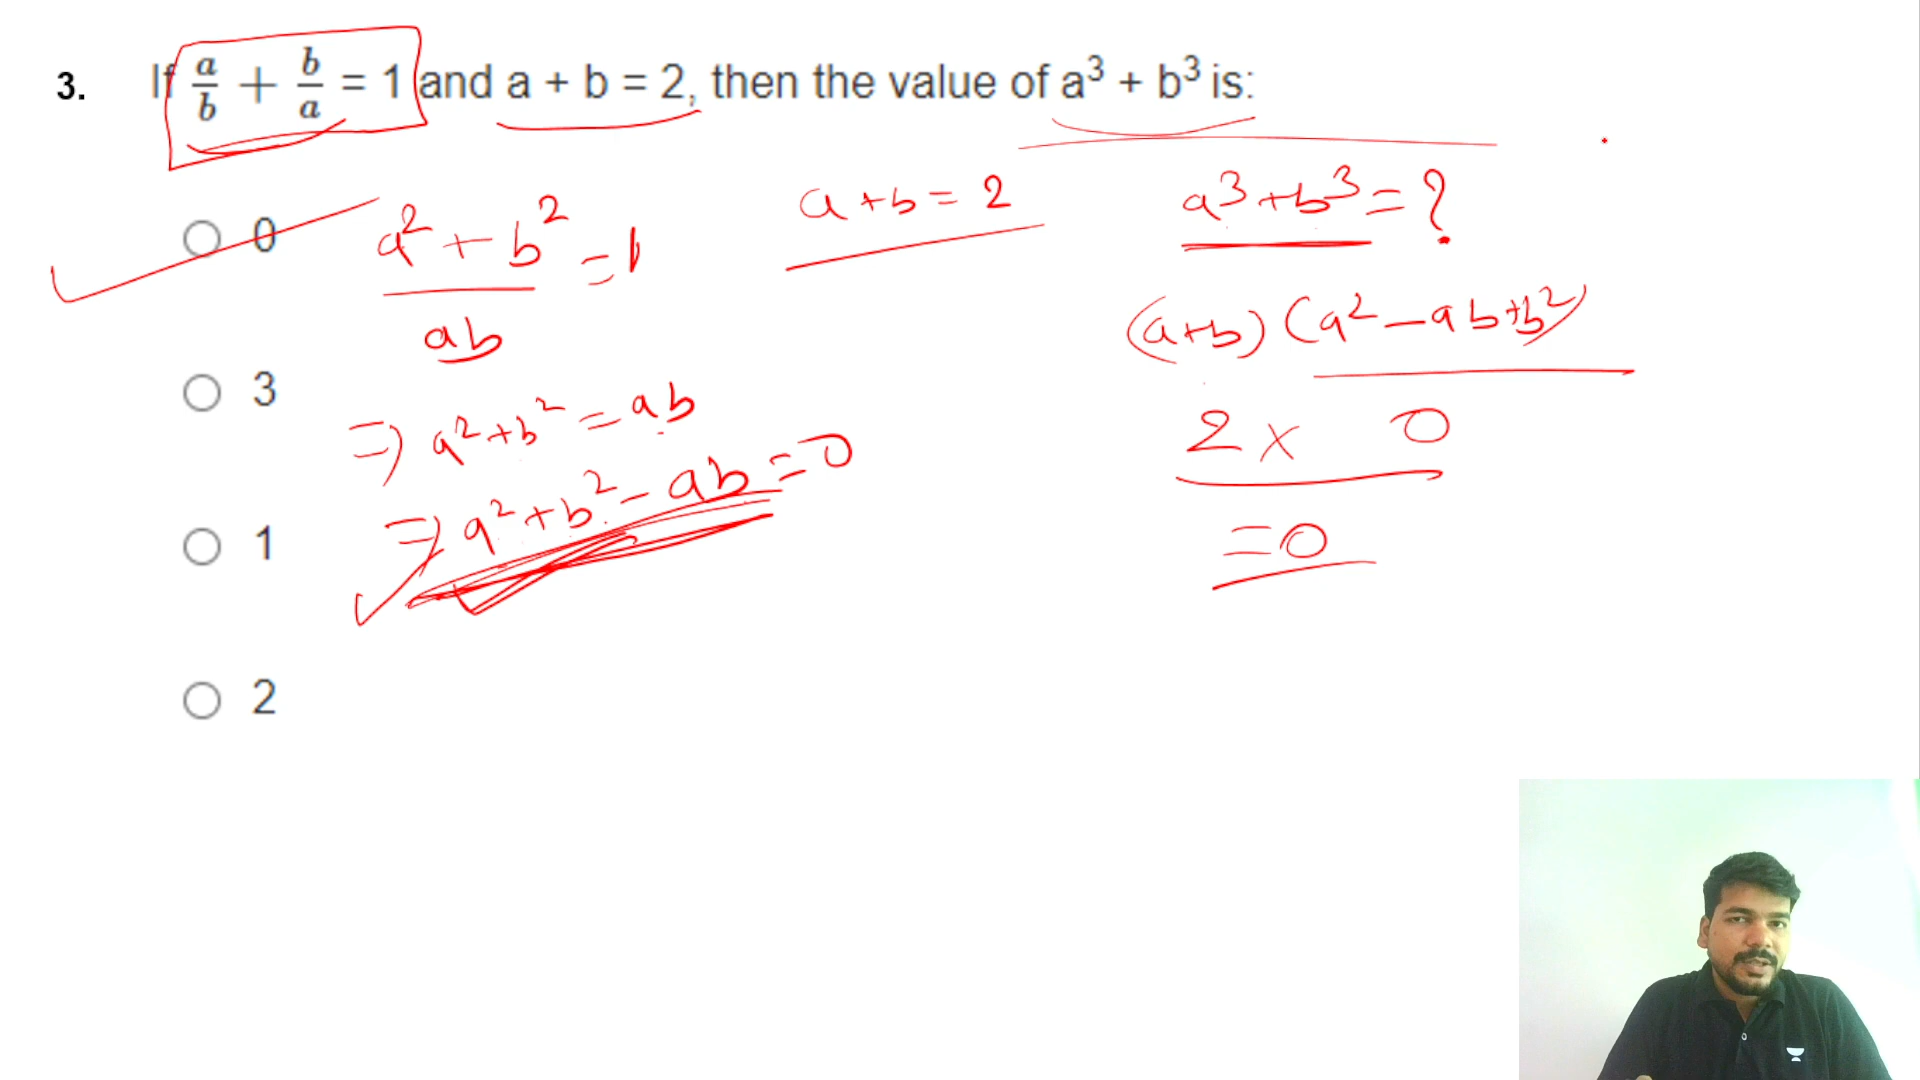 3. If a/b + b/a = 1 and a + b = 2, then the value of a³ + b³ is:
0
3
1
2
a² + b² / ab = 1
⇒ a² + b² = ab
⇒ a² + b² - ab = 0
a + b = 2
a³ + b³ = ?
(a+b) (a² - ab + b²)
2 × 0
= 0